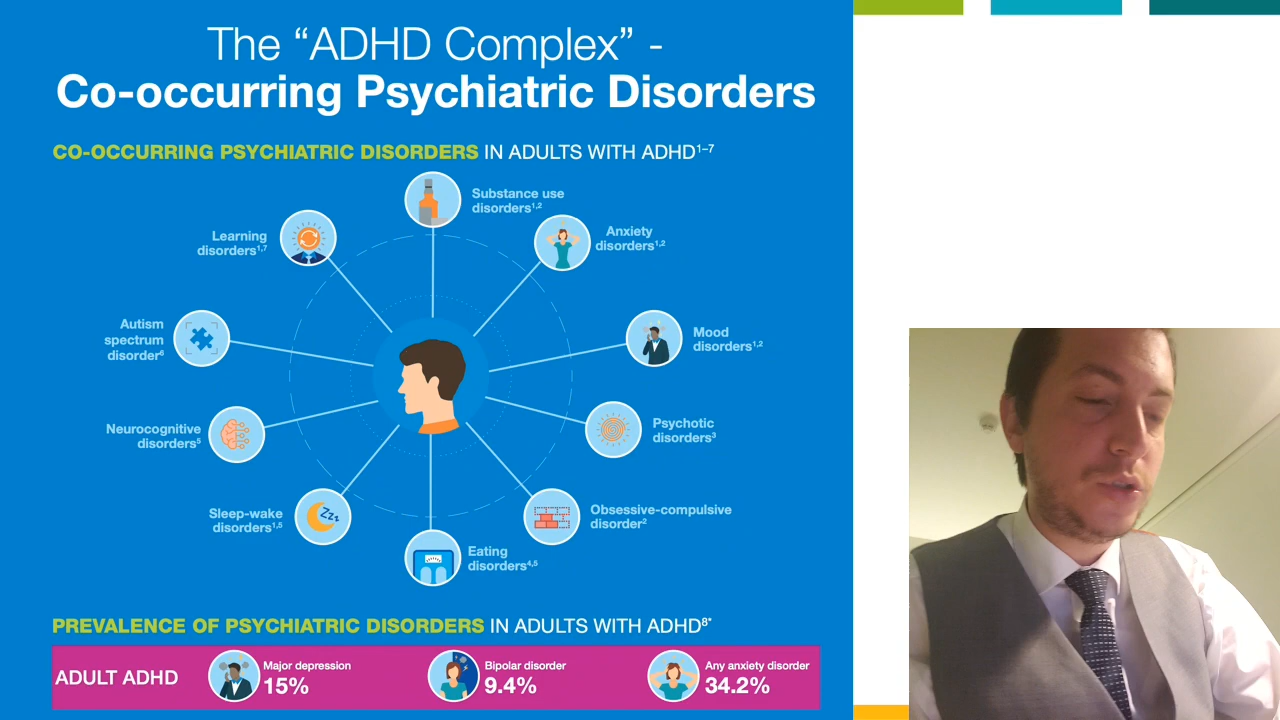 The “ADHD Complex” -
Co-occurring Psychiatric Disorders
CO-OCCURRING PSYCHIATRIC DISORDERS IN ADULTS WITH ADHD¹⁻⁷
Substance use
disorders¹,²
Anxiety
disorders¹,²
Mood
disorders¹,²
Psychotic
disorders³
Obsessive-compulsive
disorder²
Eating
disorders⁴,⁵
Sleep-wake
disorders¹,⁵
Neurocognitive
disorders⁵
Autism
spectrum
disorder⁶
Learning
disorders¹,⁷
ZZZ
PREVALENCE OF PSYCHIATRIC DISORDERS IN ADULTS WITH ADHD⁸*
ADULT ADHD
Major depression
15%
Bipolar disorder
9.4%
Any anxiety disorder
34.2%